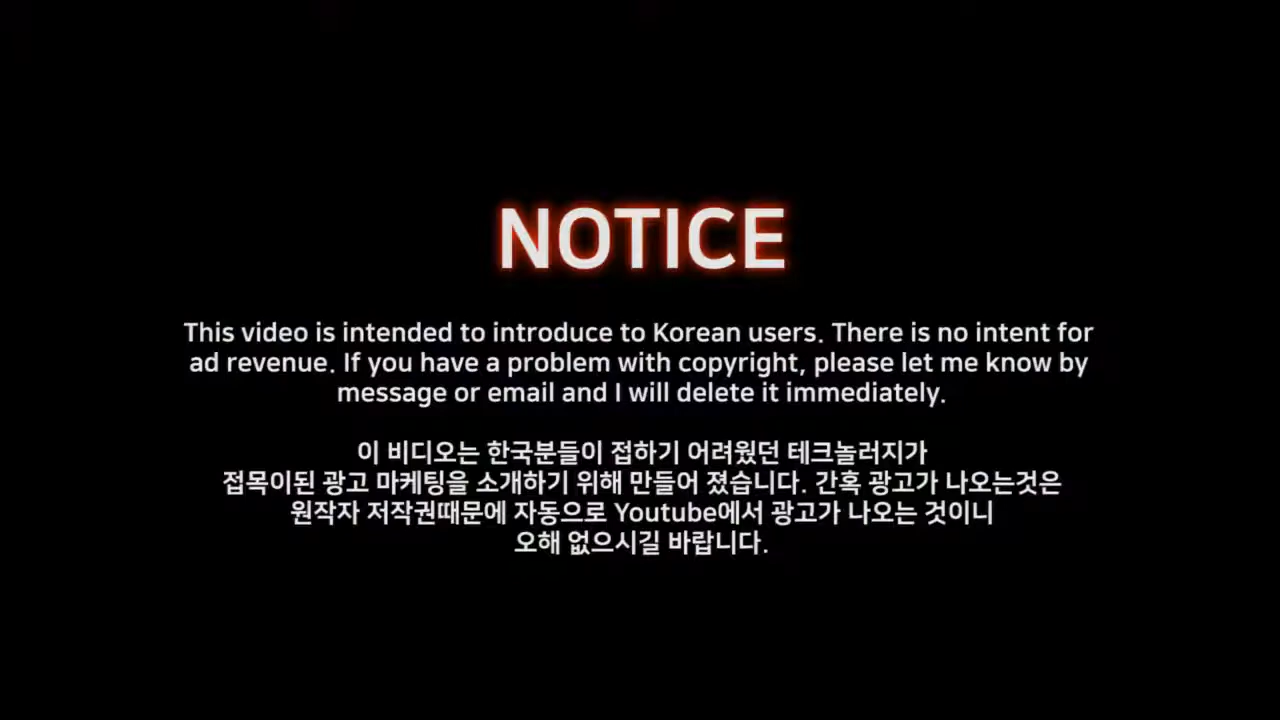 NOTICE
This video is intended to introduce to Korean users. There is no intent for
ad revenue. If you have a problem with copyright, please let me know by
message or email and I will delete it immediately.
이 비디오는 한국분들이 접하기 어려웠던 테크놀러지가
접목이된 광고 마케팅을 소개하기 위해 만들어 졌습니다. 간혹 광고가 나오는것은
원작자 저작권때문에 자동으로 Youtube에서 광고가 나오는 것이니
오해 없으시길 바랍니다.